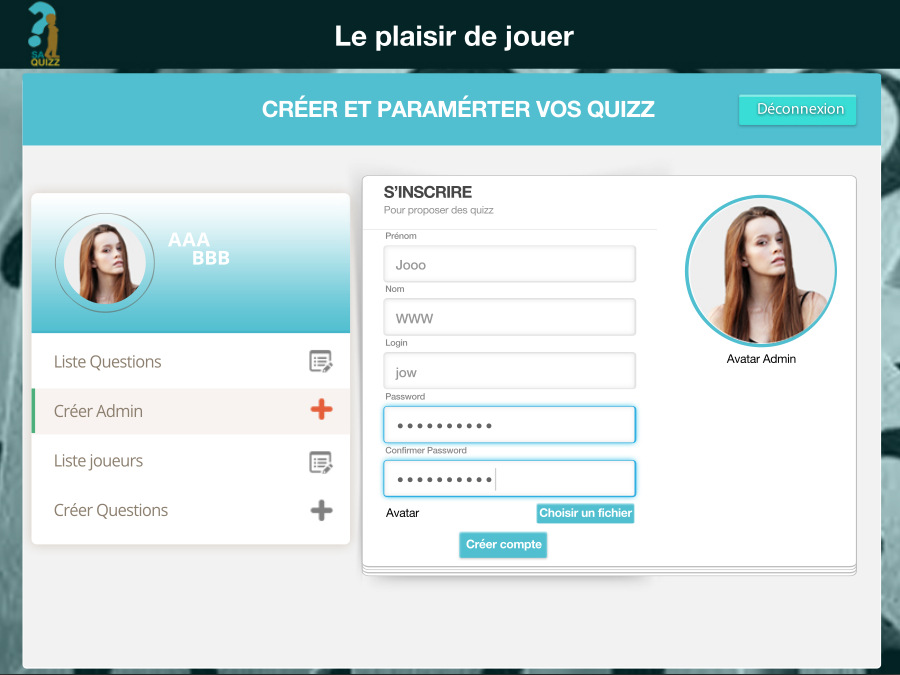 SA
QUIZZ
Le plaisir de jouer
CRÉER ET PARAMÉRTER VOS QUIZZ
Déconnexion
AAA
BBB
Liste Questions
Créer Admin
Liste joueurs
Créer Questions
S'INSCRIRE
Pour proposer des quizz
Prénom
Jooo
Nom
WWW
Login
jow
Password
••••••••••
Confirmer Password
••••••••••
Avatar
Choisir un fichier
Créer compte
Avatar Admin